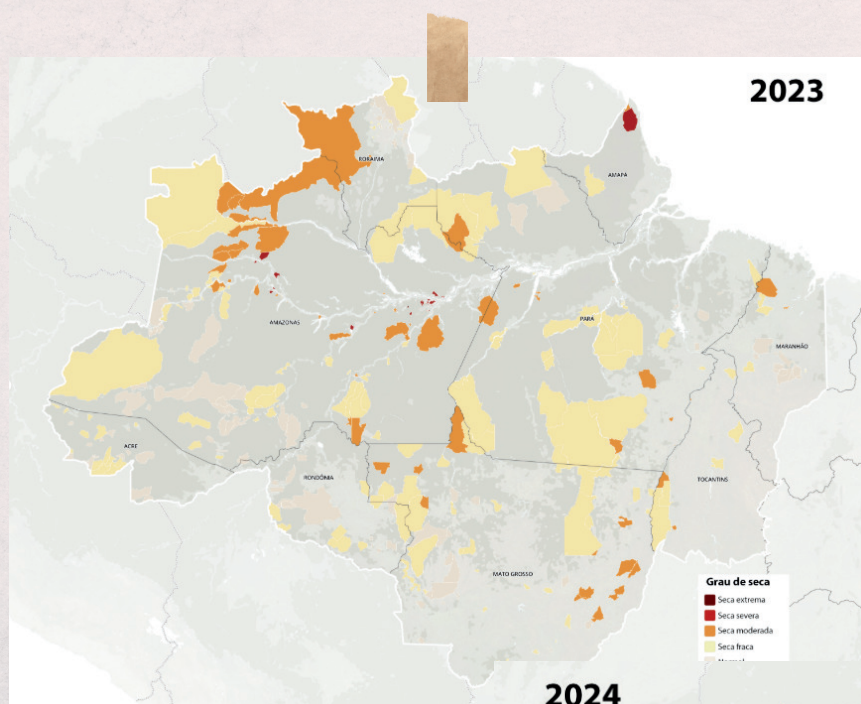 2023
RORAIMA
AMAPÁ
AMAZONAS
PARÁ
MARANHÃO
ACRE
RONDÔNIA
TOCANTINS
MATO GROSSO
Grau de seca
Seca extrema
Seca severa
Seca moderada
Seca fraca
2024